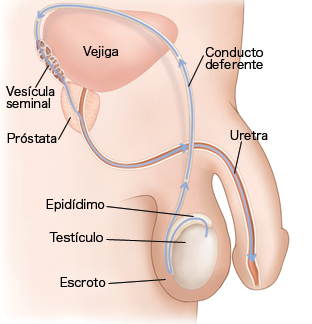 Vejiga
Conducto
deferente
Vesícula
seminal
Próstata
Uretra
Epidídimo
Testículo
Escroto